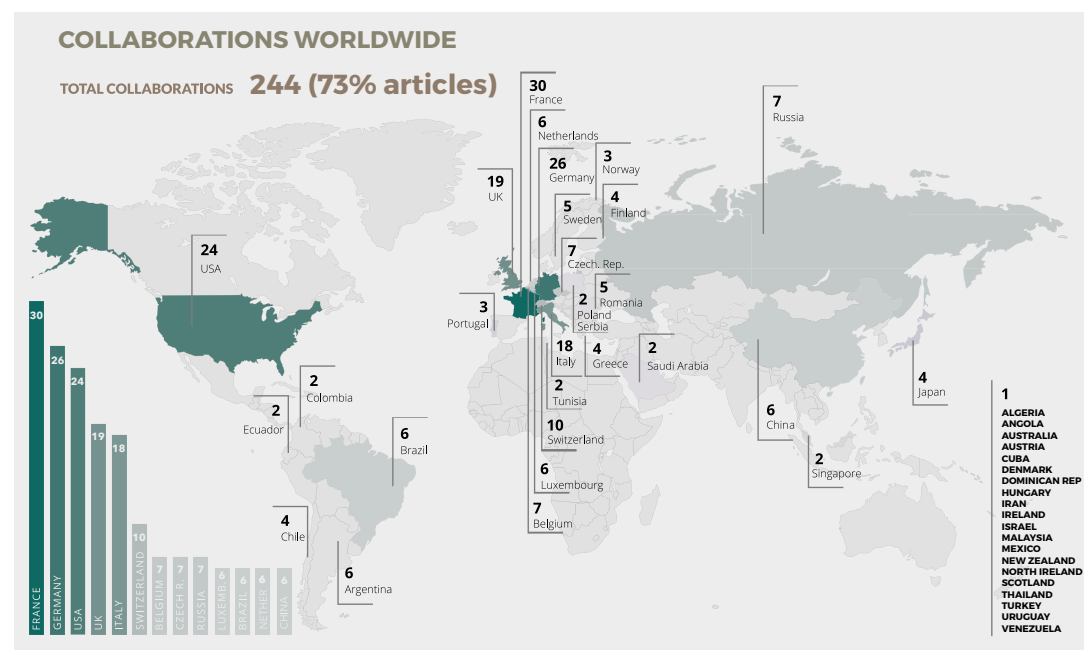 COLLABORATIONS WORLDWIDE
TOTAL COLLABORATIONS 244 (73% articles)
30
France
6
Netherlands
26
Germany
3
Norway
19
UK
4
Finland
5
Sweden
7
Russia
24
USA
7
Czech. Rep.
5
Romania
2
Poland
Serbia
3
Portugal
18
Italy
4
Greece
2
Saudi Arabia
2
Colombia
2
Tunisia
4
Japan
2
Ecuador
6
Brazil
10
Switzerland
6
China
2
Singapore
6
Luxembourg
7
Belgium
4
Chile
6
Argentina
30
FRANCE
26
GERMANY
24
USA
19
UK
18
ITALY
10
SWITZERLAND
7
BELGIUM
7
CZECH R.
7
RUSSIA
6
LUXEMB.
6
BRAZIL
6
NETHER.
6
CHINA
1
ALGERIA
ANGOLA
AUSTRALIA
AUSTRIA
CUBA
DENMARK
DOMINICAN REP
HUNGARY
IRAN
IRELAND
ISRAEL
MALAYSIA
MEXICO
NEW ZEALAND
NORTH IRELAND
SCOTLAND
THAILAND
TURKEY
URUGUAY
VENEZUELA